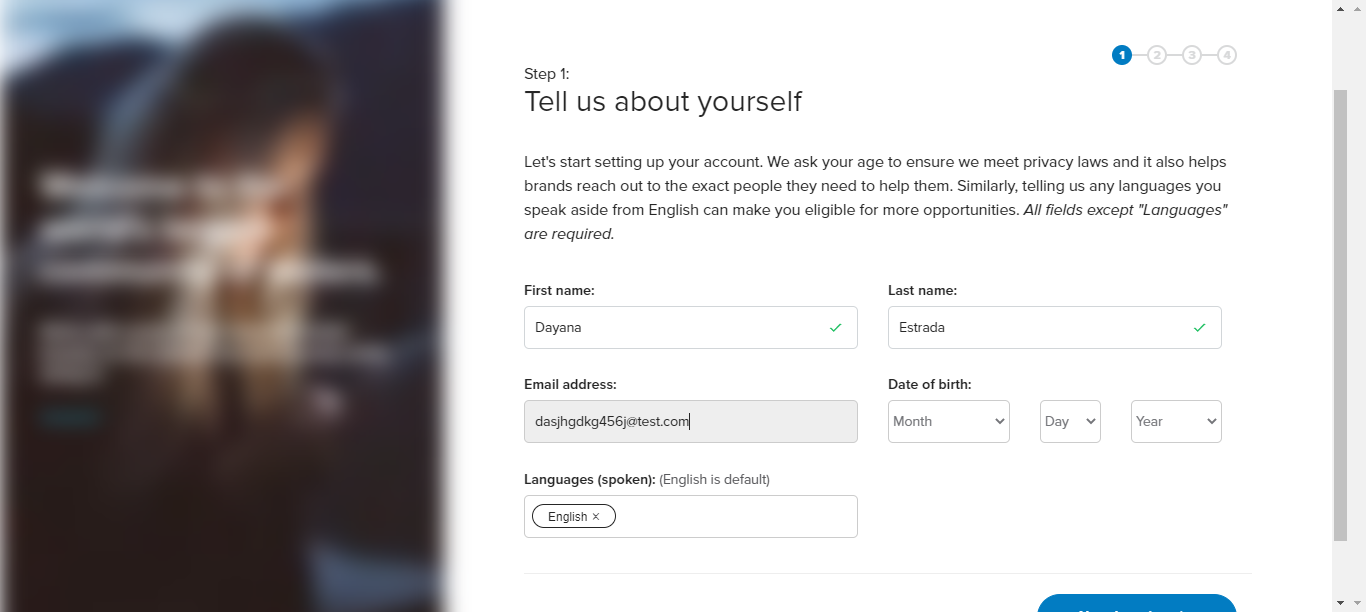 1 2 3 4
Step 1:
Tell us about yourself
Let's start setting up your account. We ask your age to ensure we meet privacy laws and it also helps
brands reach out to the exact people they need to help them. Similarly, telling us any languages you
speak aside from English can make you eligible for more opportunities. All fields except "Languages"
are required.
First name: Last name:
Dayana Estrada
Email address: Date of birth:
dasjhgdkg456j@test.com Month Day Year
Languages (spoken): (English is default)
English ×